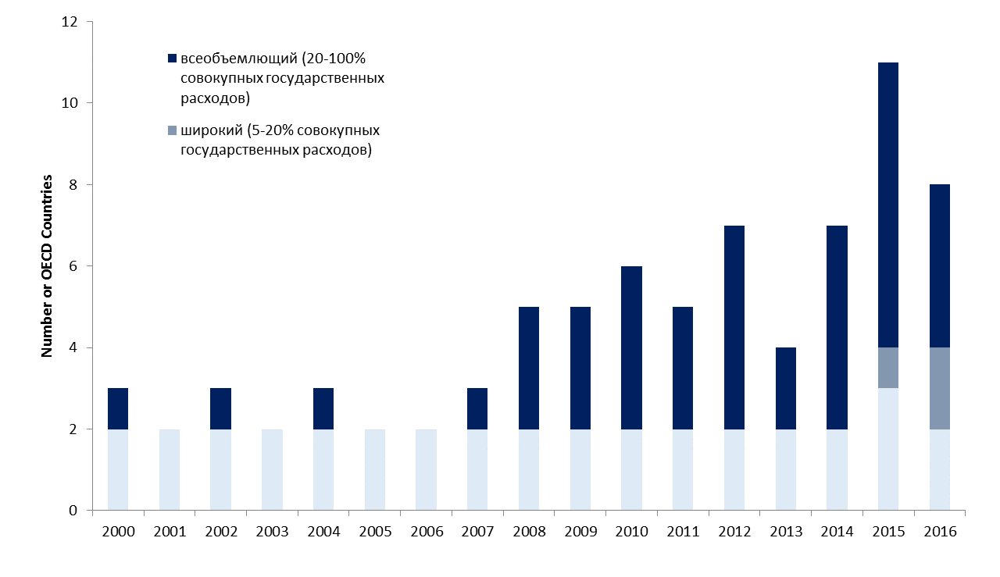 12
10
8
6
4
2
0
Number or OECD Countries
всеобъемлющий (20-100%
совокупных государственных
расходов)
широкий (5-20% совокупных
государственных расходов)
2000 2001 2002 2003 2004 2005 2006 2007 2008 2009 2010 2011 2012 2013 2014 2015 2016